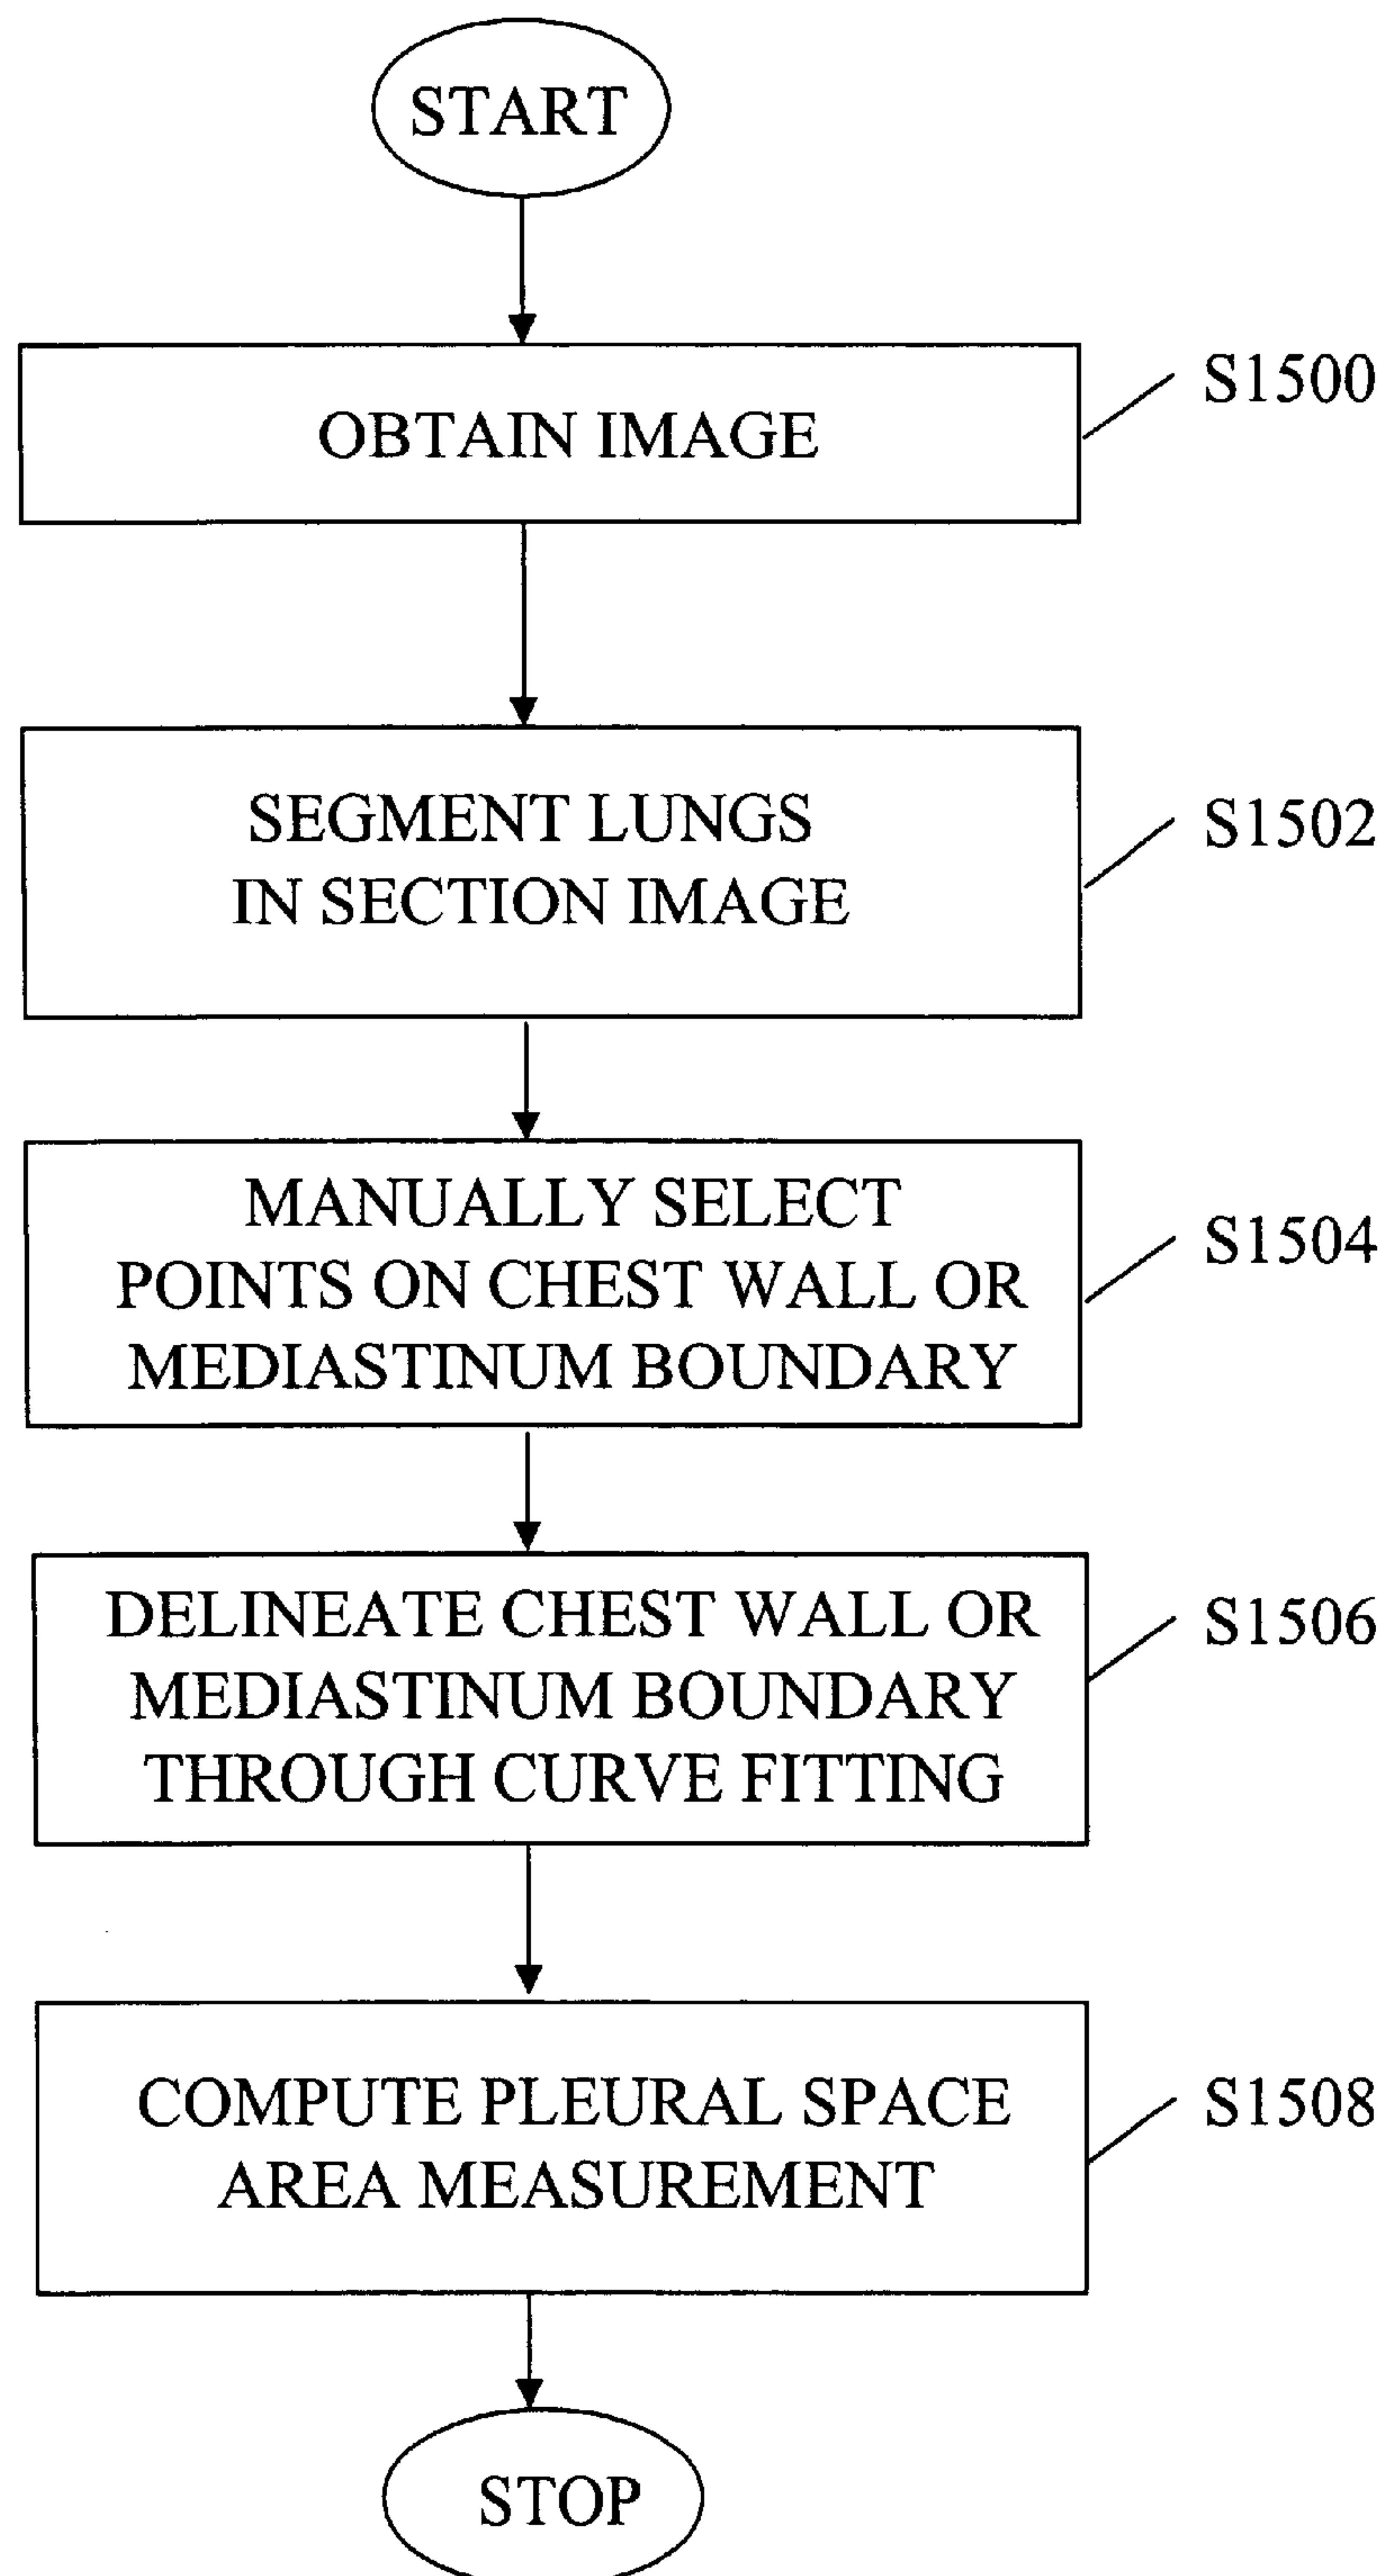 START
OBTAIN IMAGE
S1500
SEGMENT LUNGS
IN SECTION IMAGE
S1502
MANUALLY SELECT
POINTS ON CHEST WALL OR
MEDIASTINUM BOUNDARY
S1504
DELINEATE CHEST WALL OR
MEDIASTINUM BOUNDARY
THROUGH CURVE FITTING
S1506
COMPUTE PLEURAL SPACE
AREA MEASUREMENT
S1508
STOP